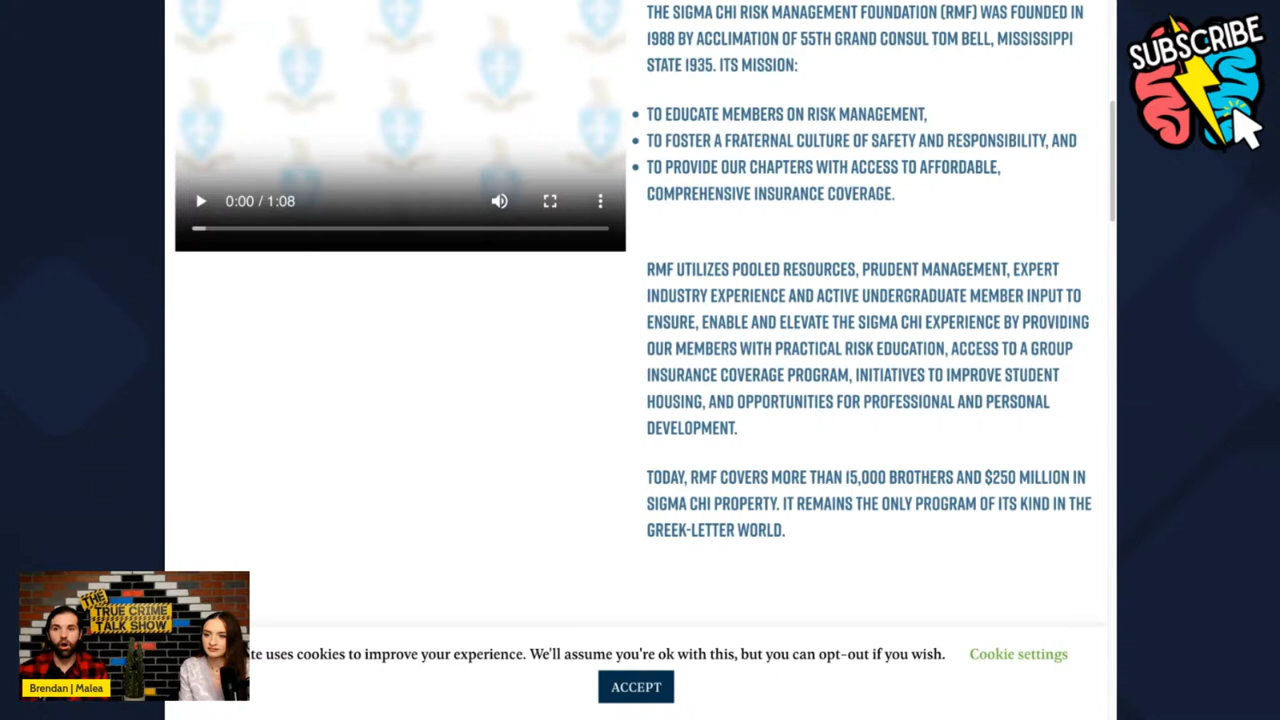 THE SIGMA CHI RISK MANAGEMENT FOUNDATION (RMF) WAS FOUNDED IN
1988 BY ACCLIMATION OF 55TH GRAND CONSUL TOM BELL, MISSISSIPPI
STATE 1935. ITS MISSION:
SUBSCRIBE
• TO EDUCATE MEMBERS ON RISK MANAGEMENT,
• TO FOSTER A FRATERNAL CULTURE OF SAFETY AND RESPONSIBILITY, AND
• TO PROVIDE OUR CHAPTERS WITH ACCESS TO AFFORDABLE,
COMPREHENSIVE INSURANCE COVERAGE.
0:00 / 1:08
RMF UTILIZES POOLED RESOURCES, PRUDENT MANAGEMENT, EXPERT
INDUSTRY EXPERIENCE AND ACTIVE UNDERGRADUATE MEMBER INPUT TO
ENSURE, ENABLE AND ELEVATE THE SIGMA CHI EXPERIENCE BY PROVIDING
OUR MEMBERS WITH PRACTICAL RISK EDUCATION, ACCESS TO A GROUP
INSURANCE COVERAGE PROGRAM, INITIATIVES TO IMPROVE STUDENT
HOUSING, AND OPPORTUNITIES FOR PROFESSIONAL AND PERSONAL
DEVELOPMENT.
TODAY, RMF COVERS MORE THAN 15,000 BROTHERS AND $250 MILLION IN
SIGMA CHI PROPERTY. IT REMAINS THE ONLY PROGRAM OF ITS KIND IN THE
GREEK-LETTER WORLD.
THE
TRUE CRIME
TALK SHOW
Brendan | Malea
te uses cookies to improve your experience. We'll assume you're ok with this, but you can opt-out if you wish.
Cookie settings
ACCEPT